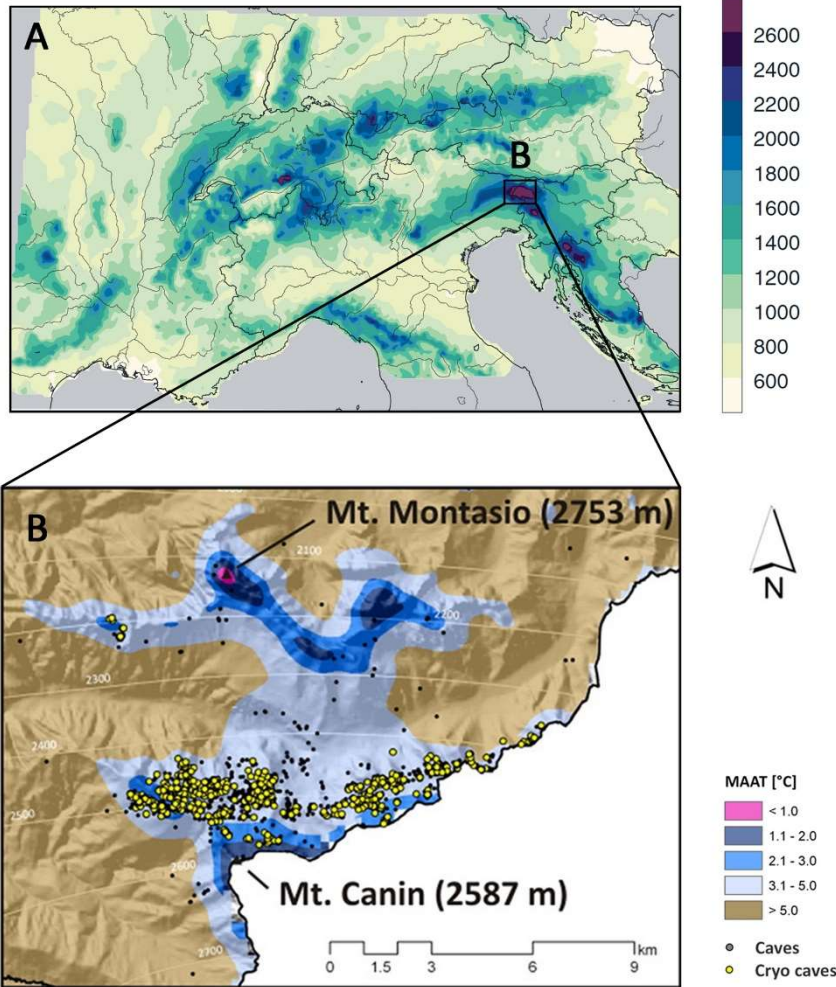 A
B
2600
2400
2200
2000
1800
1600
1400
1200
1000
800
600
B
Mt. Montasio (2753 m)
2100
2200
2300
2400
2500
2600
2700
Mt. Canin (2587 m)
0 1.5 3 6 9 km
N
MAAT [°C]
< 1.0
1.1 - 2.0
2.1 - 3.0
3.1 - 5.0
> 5.0
Caves
Cryo caves